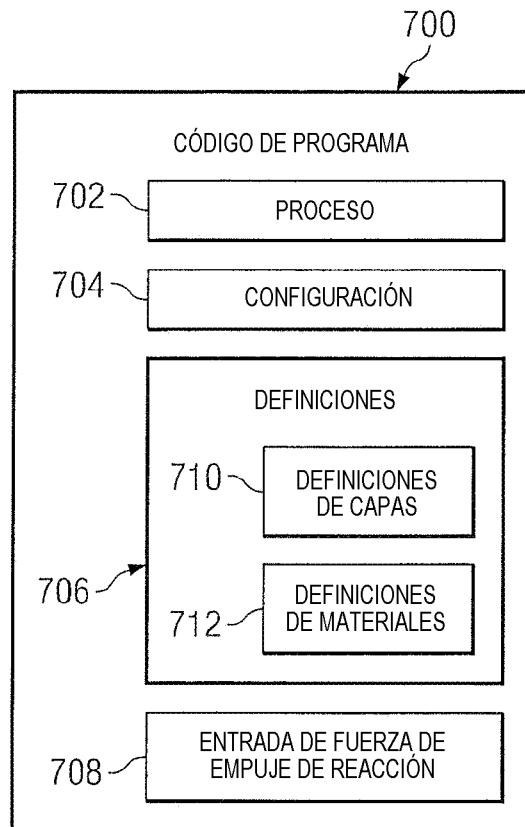 700
CÓDIGO DE PROGRAMA
702
PROCESO
704
CONFIGURACIÓN
DEFINICIONES
710
DEFINICIONES
DE CAPAS
706
712
DEFINICIONES
DE MATERIALES
708
ENTRADA DE FUERZA DE
EMPUJE DE REACCIÓN